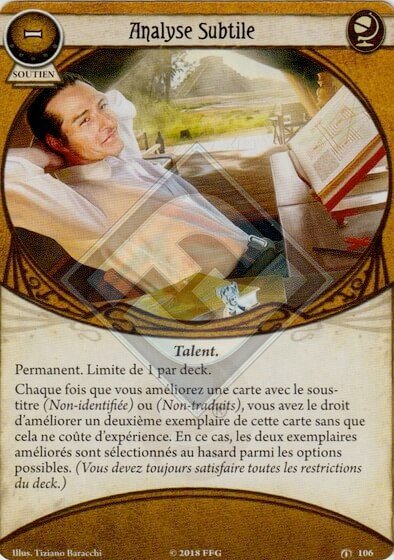 Analyse Subtile
SOUTIEN
Talent.
Permanent. Limite de 1 par deck.
Chaque fois que vous améliorez une carte avec le sous-
titre (Non-identifiée) ou (Non-traduits), vous avez le droit
d'améliorer un deuxième exemplaire de cette carte sans que
cela ne coûte d'expérience. En ce cas, les deux exemplaires
améliorés sont sélectionnés au hasard parmi les options
possibles. (Vous devez toujours satisfaire toutes les restrictions
du deck.)
Illus. Tiziano Baracchi © 2018 FFG 106